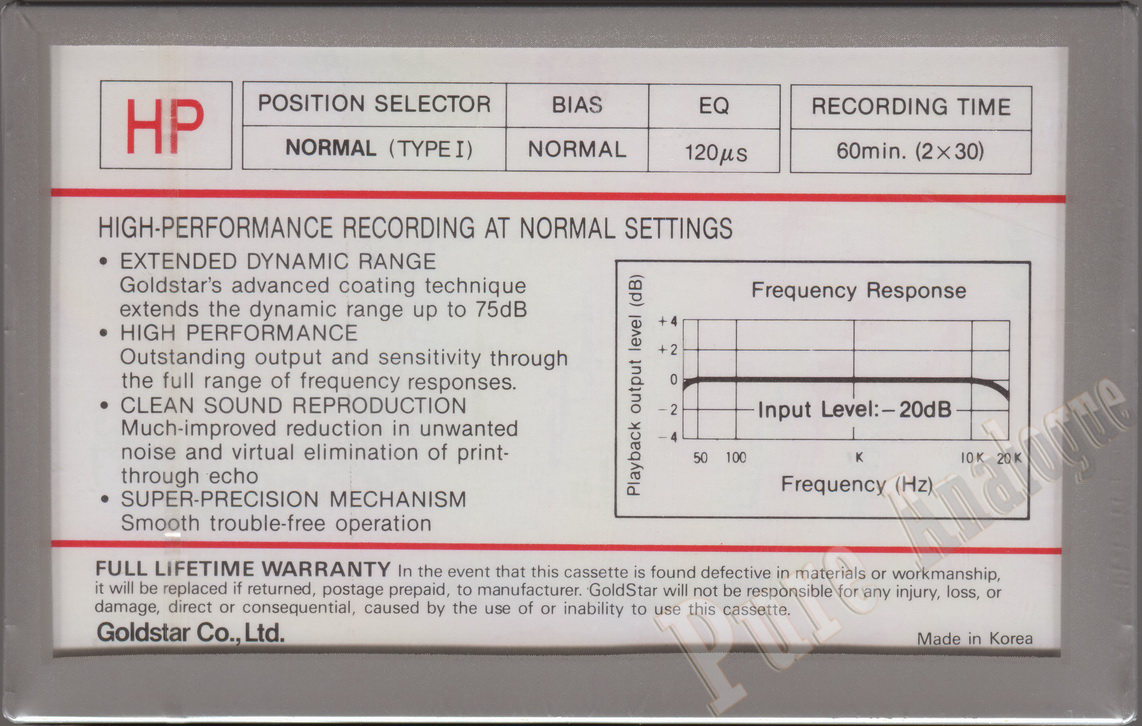 HP
POSITION SELECTOR BIAS EQ RECORDING TIME
NORMAL (TYPE I) NORMAL 120μs 60min. (2×30)
HIGH-PERFORMANCE RECORDING AT NORMAL SETTINGS
• EXTENDED DYNAMIC RANGE
Goldstar's advanced coating technique
extends the dynamic range up to 75dB
• HIGH PERFORMANCE
Outstanding output and sensitivity through
the full range of frequency responses.
• CLEAN SOUND REPRODUCTION
Much-improved reduction in unwanted
noise and virtual elimination of print-
through echo
• SUPER-PRECISION MECHANISM
Smooth trouble-free operation
Frequency Response
Playback output level (dB)
+4
+2
0
−2
−4
Input Level:−20dB
50 100 K 10K 20K
Frequency (Hz)
FULL LIFETIME WARRANTY In the event that this cassette is found defective in materials or workmanship,
it will be replaced if returned, postage prepaid, to manufacturer. GoldStar will not be responsible for any injury, loss, or
damage, direct or consequential, caused by the use of or inability to use this cassette.
Goldstar Co., Ltd.
Made in Korea
Pure Analogue